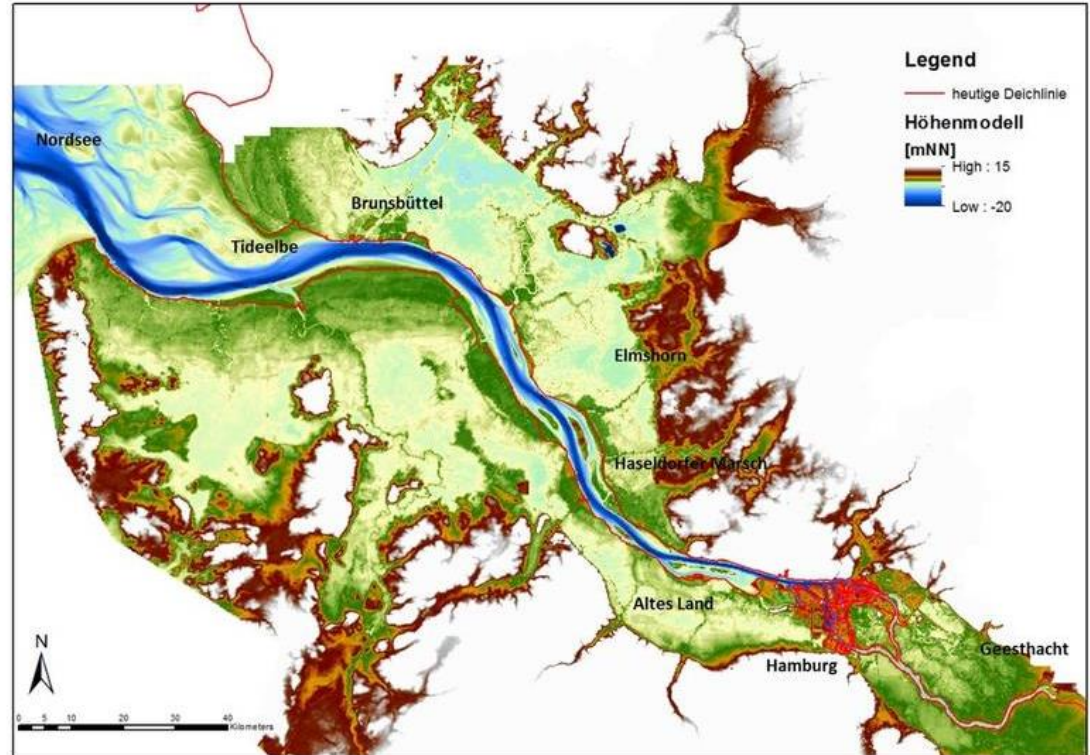 Legend
heutige Deichlinie
Höhenmodell
[mNN]
High : 15
Low : -20
Nordsee
Brunsbüttel
Tideelbe
Elmshorn
Haseldorfer Marsch
Altes Land
Hamburg
Geesthacht
N
0 5 10 20 30 40
Kilometers